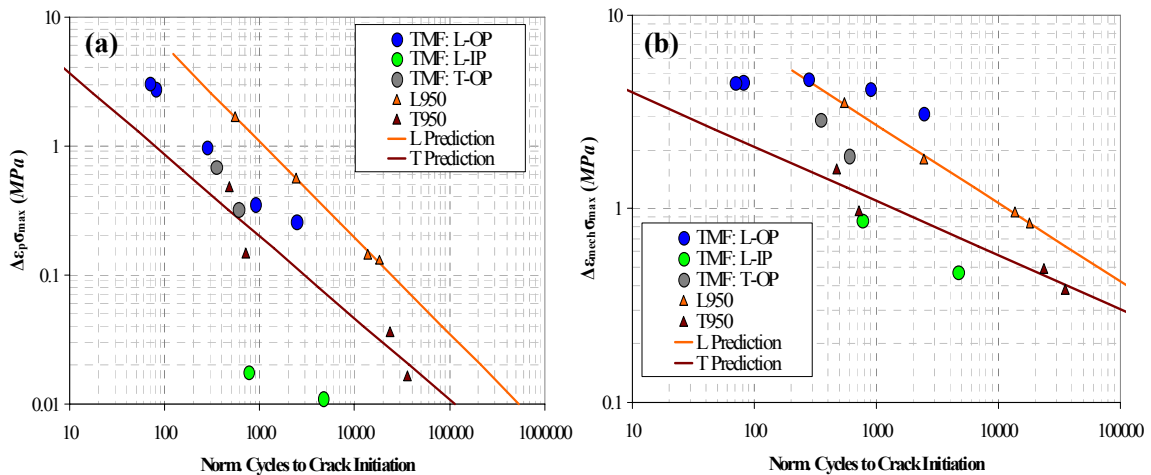 (a)
Δεpσmax (MPa)
10
1
0.1
0.01
10
100
1000
10000
100000
1000000
Norm. Cycles to Crack Initiation
TMF: L-OP
TMF: L-IP
TMF: T-OP
L950
T950
L Prediction
T Prediction
(b)
Δεmechσmax (MPa)
10
1
0.1
10
100
1000
10000
100000
Norm. Cycles to Crack Initiation
TMF: L-OP
TMF: L-IP
TMF: T-OP
L950
T950
L Prediction
T Prediction